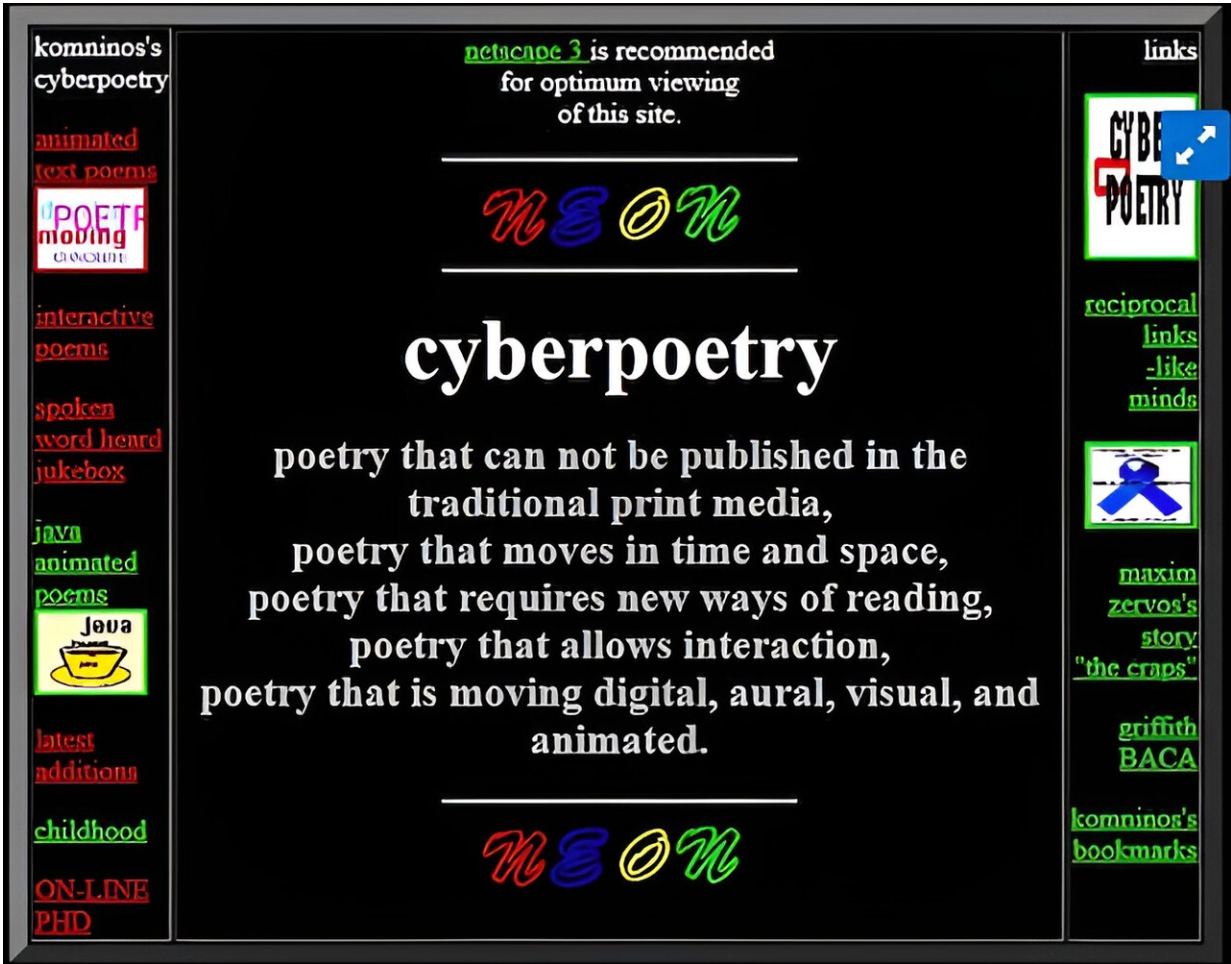 komninos's
cyberpoetry
animated
text poems
POETR
moving
interactive
poems
spoken
word heard
jukebox
java
animated
poems
java
latest
additions
childhood
ON-LINE
PHD
netscape 3 is recommended
for optimum viewing
of this site.
NEON
cyberpoetry
poetry that can not be published in the
traditional print media,
poetry that moves in time and space,
poetry that requires new ways of reading,
poetry that allows interaction,
poetry that is moving digital, aural, visual, and
animated.
NEON
links
CYBE
POETRY
reciprocal
links
-like
minds
maxim
zervos's
story
"the craps"
griffith
BACA
komninos's
bookmarks